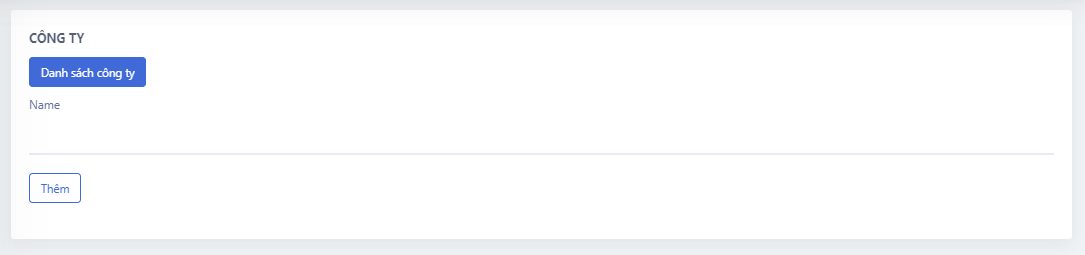 CÔNG TY
Danh sách công ty
Name
Thêm